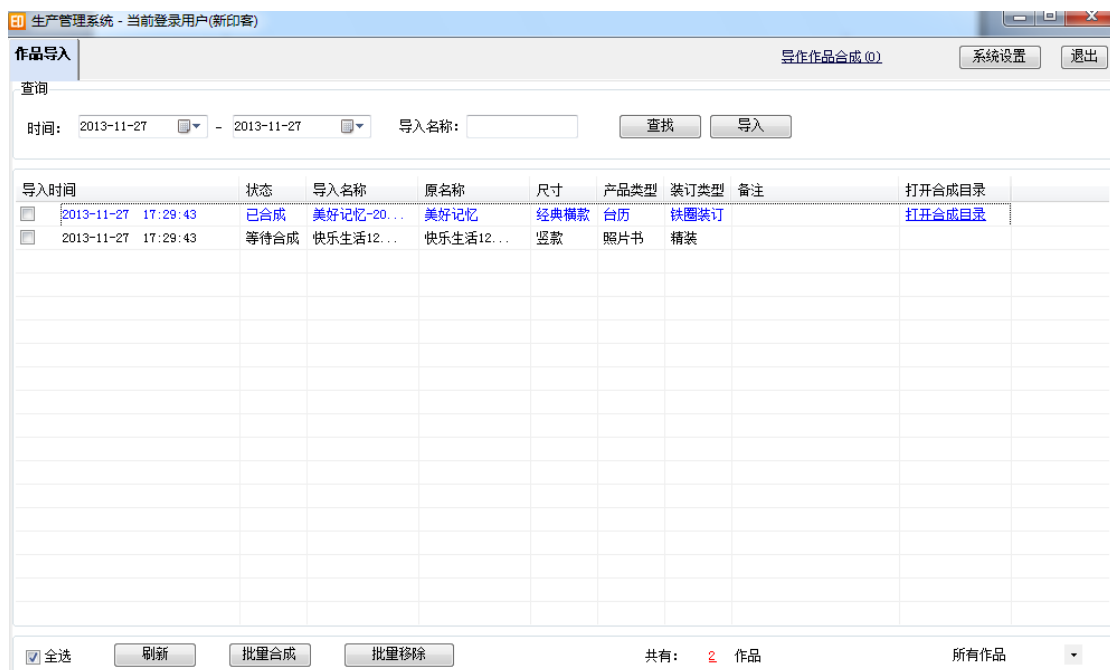 ED 生产管理系统 - 当前登录用户(新印客)
作品导入 导作作品合成(0) 系统设置 退出
查询
时间: 2013-11-27 - 2013-11-27 导入名称: 查找 导入
导入时间 状态 导入名称 原名称 尺寸 产品类型 装订类型 备注 打开合成目录
2013-11-27 17:29:43 已合成 美好记忆-20... 美好记忆 经典横款 台历 铁圈装订 打开合成目录
2013-11-27 17:29:43 等待合成 快乐生活12... 快乐生活12... 竖款 照片书 精装
全选 刷新 批量合成 批量移除 共有: 2 作品 所有作品